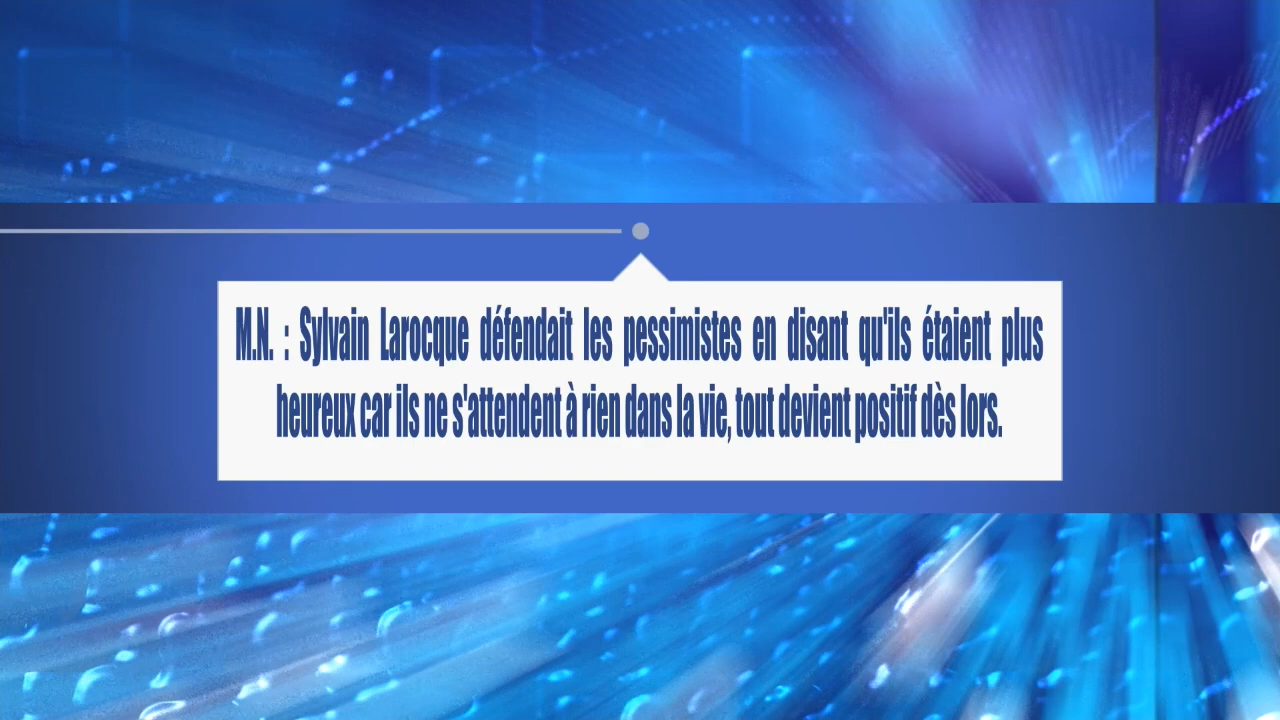 M.N. : Sylvain Larocque défendait les pessimistes en disant qu'ils étaient plus
heureux car ils ne s'attendent à rien dans la vie, tout devient positif dès lors.